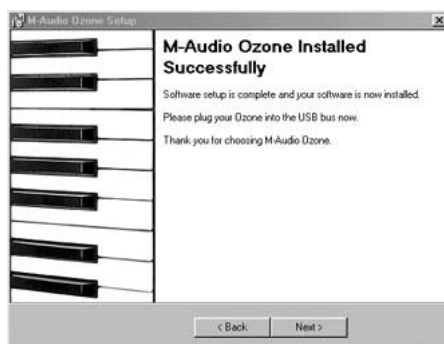 M-Audio Ozone Setup
M-Audio Ozone Installed
Successfully
Software setup is complete and your software is now installed.
Please plug your Ozone into the USB bus now.
Thank you for choosing M-Audio Ozone.
< Back
Next >